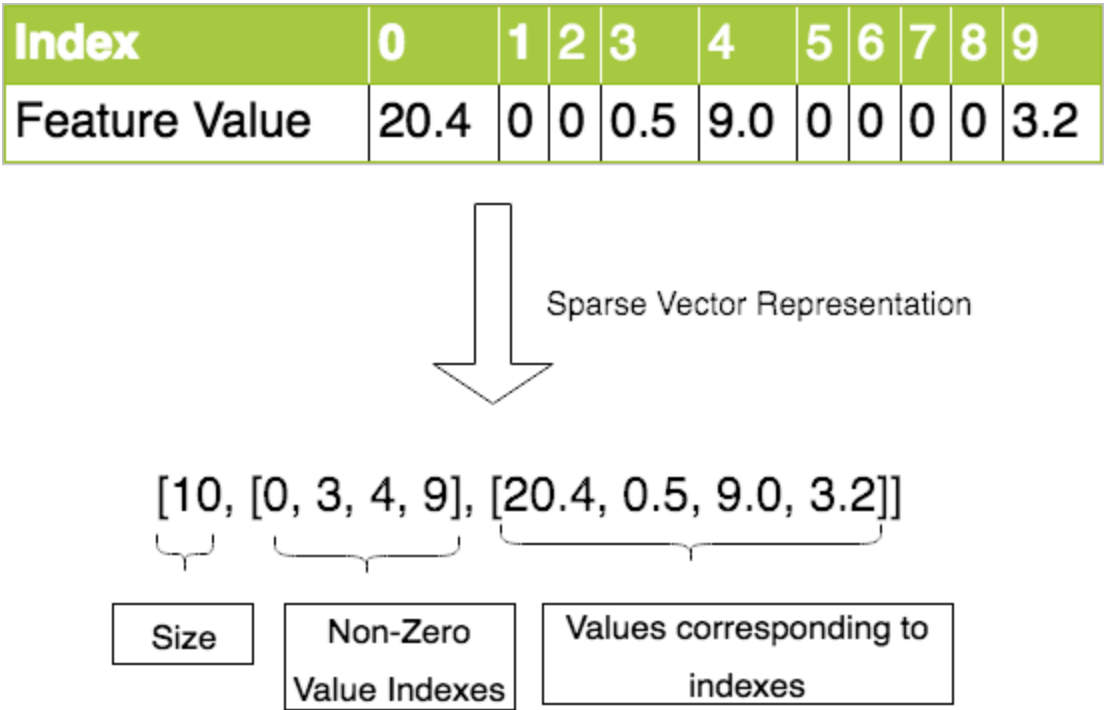 Index 0 1 2 3 4 5 6 7 8 9
Feature Value 20.4 0 0 0.5 9.0 0 0 0 0 3.2
Sparse Vector Representation
[10, [0, 3, 4, 9], [20.4, 0.5, 9.0, 3.2]]
Size
Non-Zero
Value Indexes
Values corresponding to
indexes